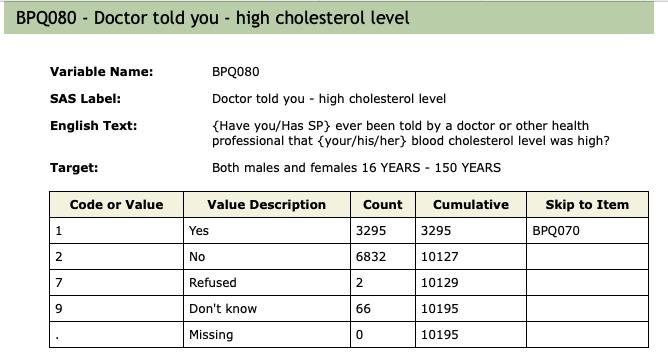 BPQ080 - Doctor told you - high cholesterol level
Variable Name: BPQ080
SAS Label: Doctor told you - high cholesterol level
English Text: {Have you/Has SP} ever been told by a doctor or other health
professional that {your/his/her} blood cholesterol level was high?
Target: Both males and females 16 YEARS - 150 YEARS
Code or Value Value Description Count Cumulative Skip to Item
1 Yes 3295 3295 BPQ070
2 No 6832 10127
7 Refused 2 10129
9 Don't know 66 10195
. Missing 0 10195